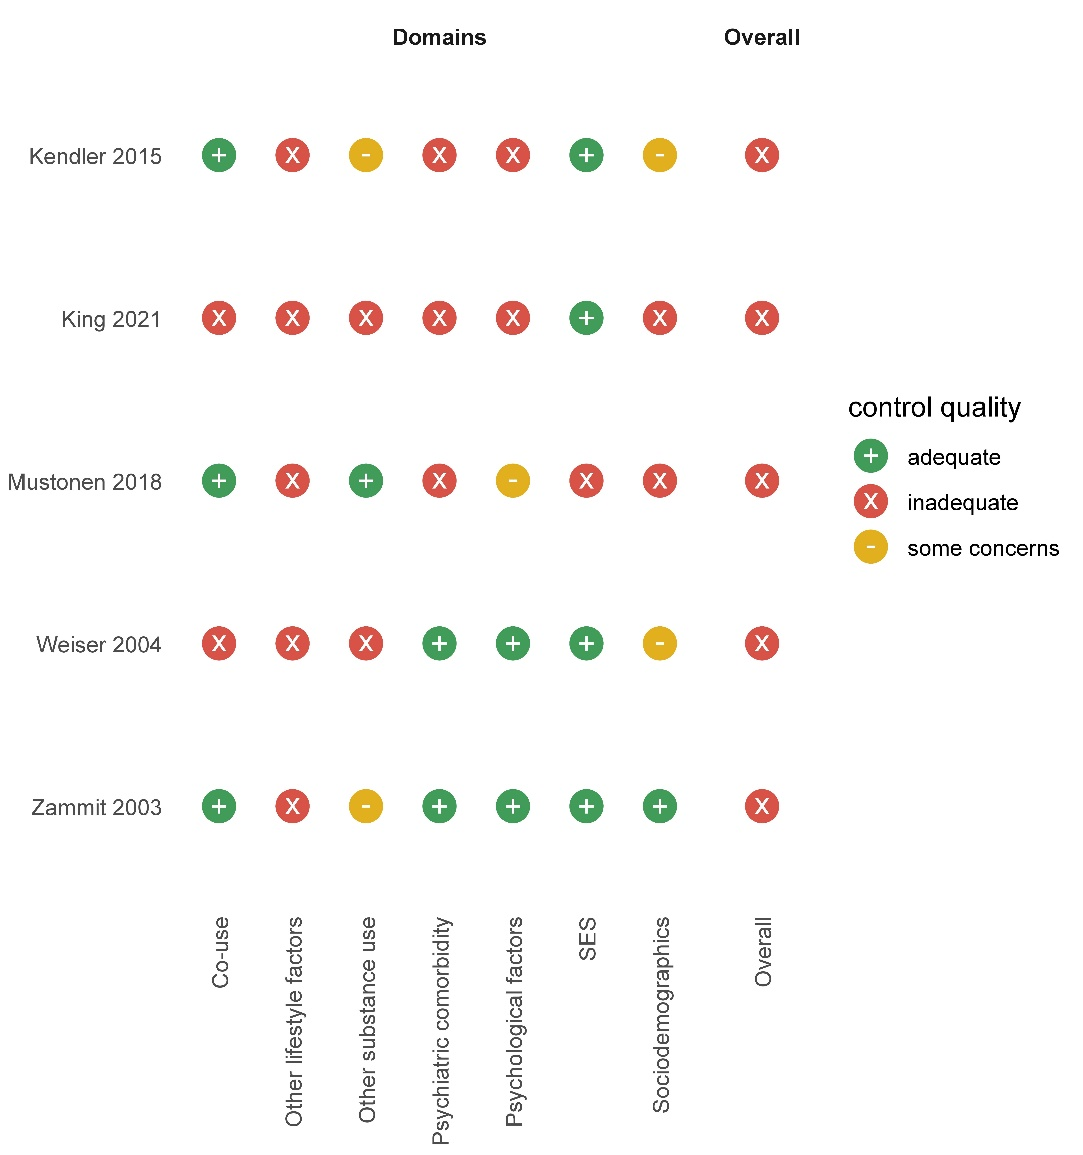 Domains Overall
Kendler 2015 + X - X X + - X
King 2021 X X X X X + X X
Mustonen 2018 + X + X - X X X
Weiser 2004 X X X + + + - X
Zammit 2003 + X - + + + + X
Co-use
Other lifestyle factors
Other substance use
Psychiatric comorbidity
Psychological factors
SES
Sociodemographics
Overall
control quality
+ adequate
X inadequate
- some concerns